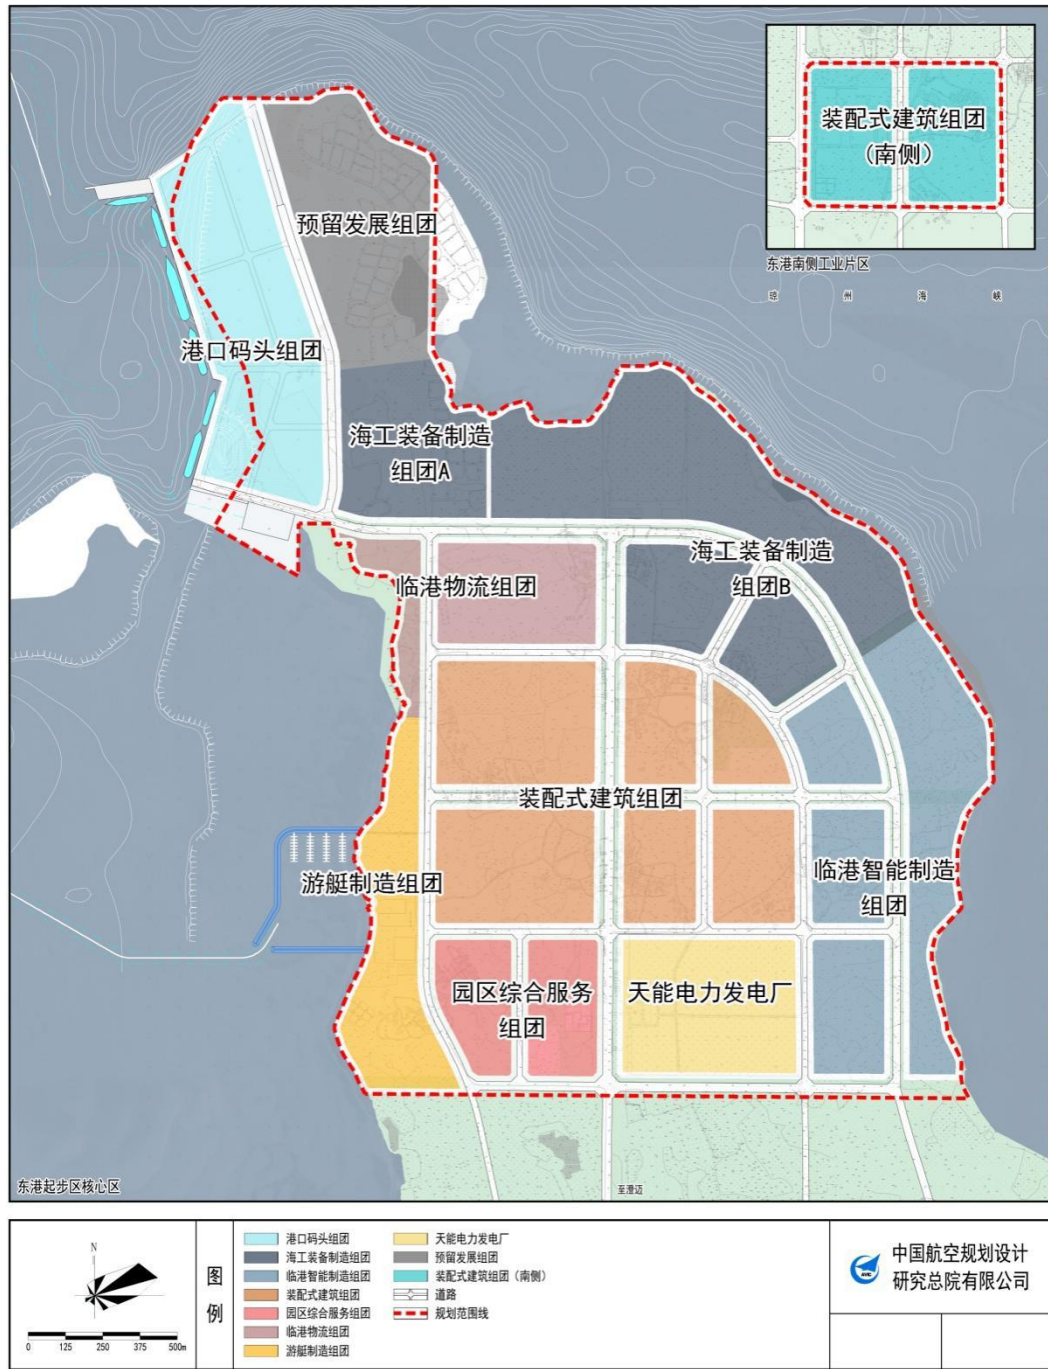 装配式建筑组团
(南侧)
东港南侧工业片区
琼州海峡
预留发展组团
港口码头组团
海工装备制造
组团A
海工装备制造
组团B
临港物流组团
装配式建筑组团
临港智能制造
组团
游艇制造组团
园区综合服务
组团
天能电力发电厂
东港起步区核心区
至澄迈
N
0 125 250 375 500m
图例
港口码头组团
海工装备制造组团
临港智能制造组团
装配式建筑组团
园区综合服务组团
临港物流组团
游艇制造组团
天能电力发电厂
预留发展组团
装配式建筑组团（南侧）
道路
规划范围线
AVIC
中国航空规划设计
研究总院有限公司